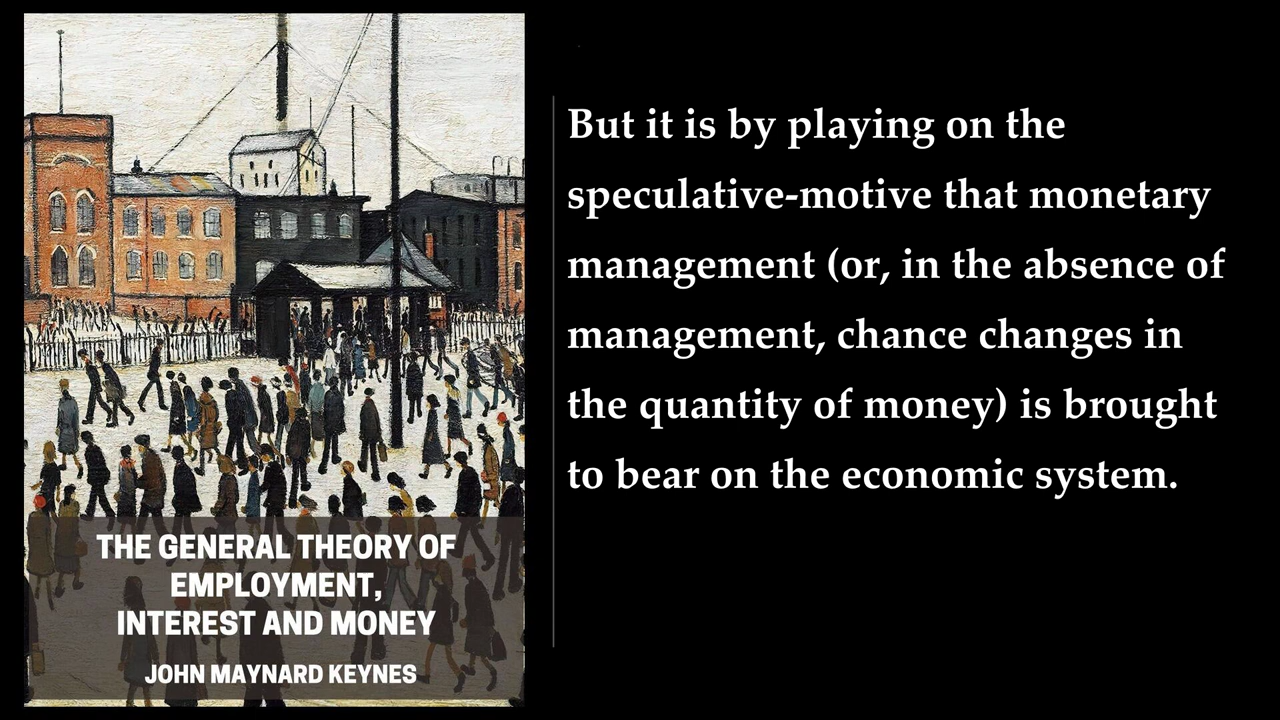 But it is by playing on the
speculative-motive that monetary
management (or, in the absence of
management, chance changes in
the quantity of money) is brought
to bear on the economic system.
THE GENERAL THEORY OF
EMPLOYMENT,
INTEREST AND MONEY
JOHN MAYNARD KEYNES